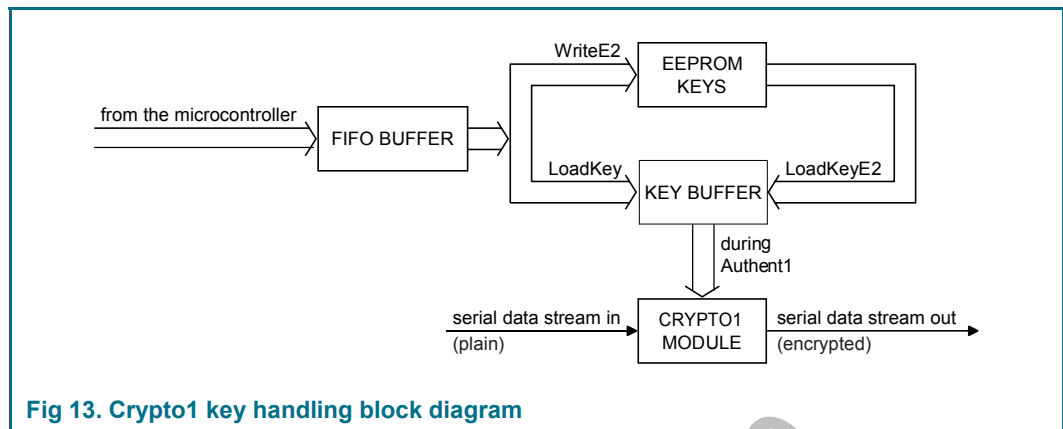 WriteE2
EEPROM
KEYS
from the microcontroller
FIFO BUFFER
LoadKey
LoadKeyE2
KEY BUFFER
during
Authent1
serial data stream in
(plain)
CRYPTO1
MODULE
serial data stream out
(encrypted)
Fig 13. Crypto1 key handling block diagram